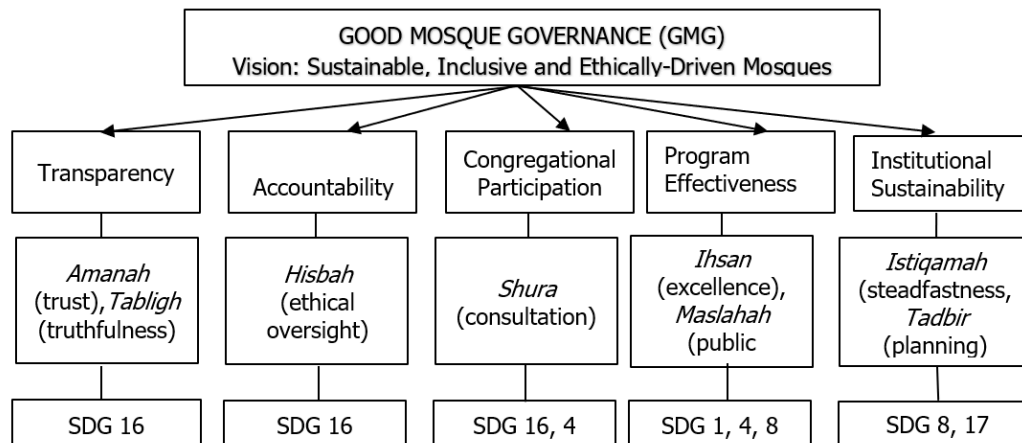 GOOD MOSQUE GOVERNANCE (GMG)
Vision: Sustainable, Inclusive and Ethically-Driven Mosques
Transparency
Accountability
Congregational
Participation
Program
Effectiveness
Institutional
Sustainability
Amanah
(trust), Tabligh
(truthfulness)
Hisbah
(ethical
oversight)
Shura
(consultation)
Ihsan
(excellence),
Maslahah
(public
Istiqamah
(steadfastness,
Tadbir
(planning)
SDG 16
SDG 16
SDG 16, 4
SDG 1, 4, 8
SDG 8, 17